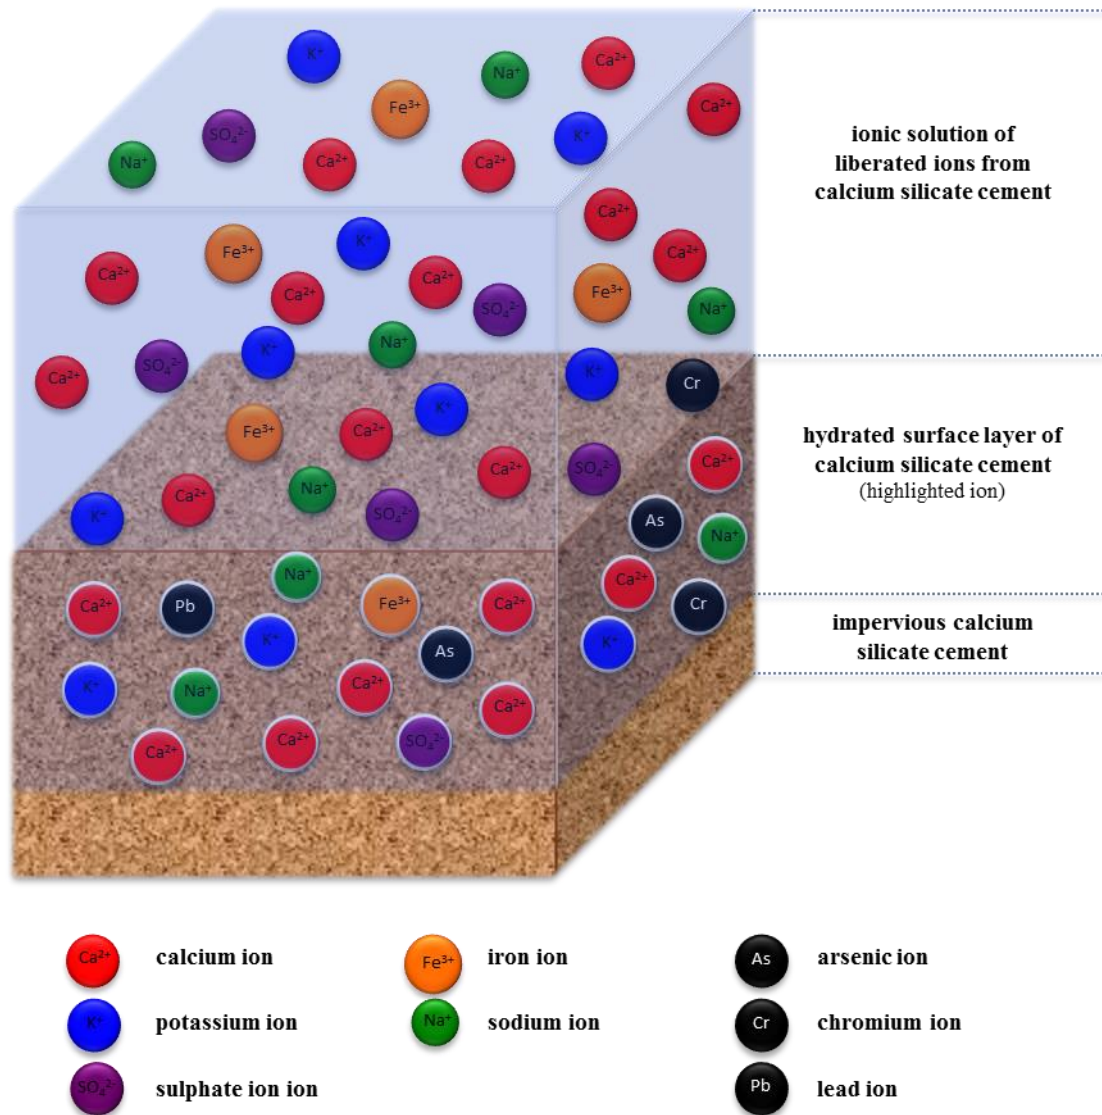 K⁺
Na⁺
Ca²⁺
Fe³⁺
Ca²⁺
SO₄²⁻
K⁺
Na⁺
Ca²⁺
Ca²⁺
ionic solution of
liberated ions from
calcium silicate cement
Ca²⁺
Fe³⁺
K⁺
Ca²⁺
Ca²⁺
Ca²⁺
Ca²⁺
SO₄²⁻
Fe³⁺
Na⁺
K⁺
Na⁺
SO₄²⁻
Ca²⁺
K⁺
Cr
K⁺
Fe³⁺
Ca²⁺
hydrated surface layer of
calcium silicate cement
(highlighted ion)
Ca²⁺
SO₄²⁻
Ca²⁺
Na⁺
Ca²⁺
K⁺
SO₄²⁻
As
Na⁺
Na⁺
Ca²⁺
Ca²⁺
Pb
Fe³⁺
Ca²⁺
Cr
K⁺
As
K⁺
impervious calcium
silicate cement
K⁺
Na⁺
Ca²⁺
Ca²⁺
Ca²⁺
Ca²⁺
SO₄²⁻
Ca²⁺ calcium ion
Fe³⁺ iron ion
As arsenic ion
K⁺ potassium ion
Na⁺ sodium ion
Cr chromium ion
SO₄²⁻ sulphate ion ion
Pb lead ion